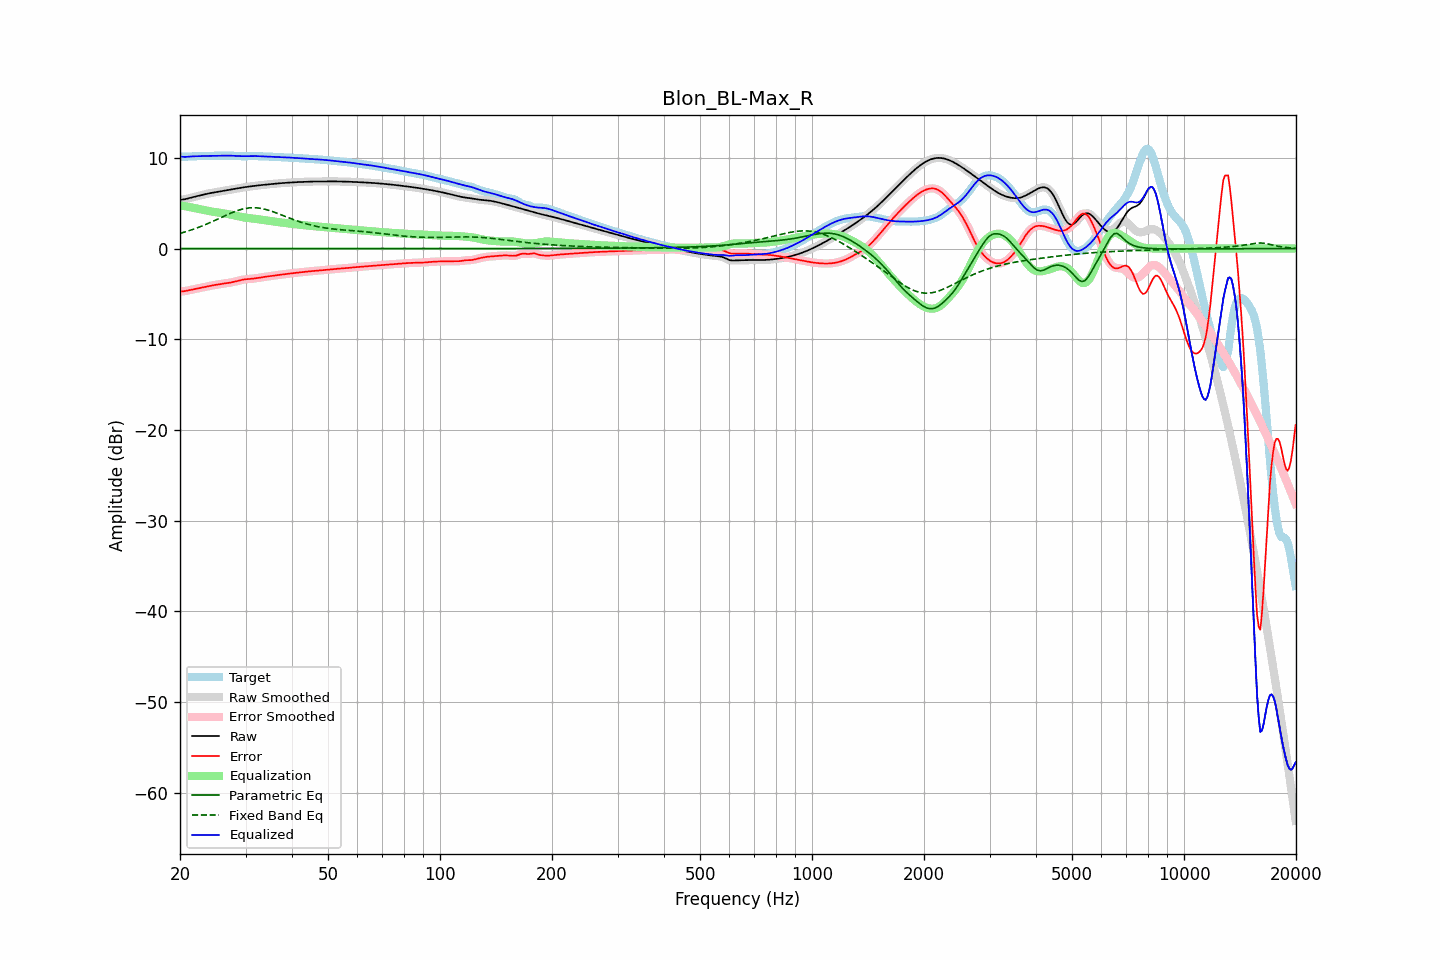 Blon_BL-Max_R
Amplitude (dBr)
10
0
−10
−20
−30
−40
−50
−60
Target
Raw Smoothed
Error Smoothed
Raw
Error
Equalization
Parametric Eq
Fixed Band Eq
Equalized
20 50 100 200 500 1000 2000 5000 10000 20000
Frequency (Hz)